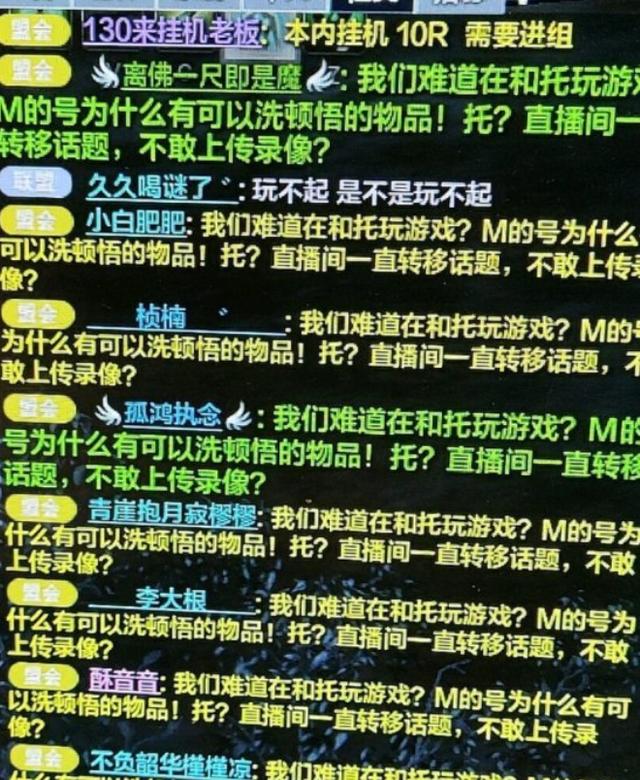 盟会 130来挂机老板: 本内挂机 10R 需要进组
盟会 离佛一尺即是魔: 我们难道在和托玩游戏
M的号为什么有可以洗顿悟的物品！托？直播间一
转移话题，不敢上传录像？
联盟 久久喝谜了゛: 玩不起 是不是玩不起
盟会 小白肥肥: 我们难道在和托玩游戏？M的号为什么
可以洗顿悟的物品！托？直播间一直转移话题，不敢上传录
像？
盟会 桢楠゛: 我们难道在和托玩游戏？M的号
为什么有可以洗顿悟的物品！托？直播间一直转移话题，不
敢上传录像？
盟会 孤鸿执念: 我们难道在和托玩游戏？M的
号为什么有可以洗顿悟的物品！托？直播间一直转移
话题，不敢上传录像？
盟会 青崖抱月寂樛樛: 我们难道在和托玩游戏？M的号为
什么有可以洗顿悟的物品！托？直播间一直转移话题，不敢
上传录像？
盟会 李大根: 我们难道在和托玩游戏？M的号为
什么有可以洗顿悟的物品！托？直播间一直转移话题，不敢
上传录像？
盟会 酥音音: 我们难道在和托玩游戏？M的号为什么有可
以洗顿悟的物品！托？直播间一直转移话题，不敢上传录
像？
盟会 不负韶华槿槿凉: 我们难道在和托玩游戏